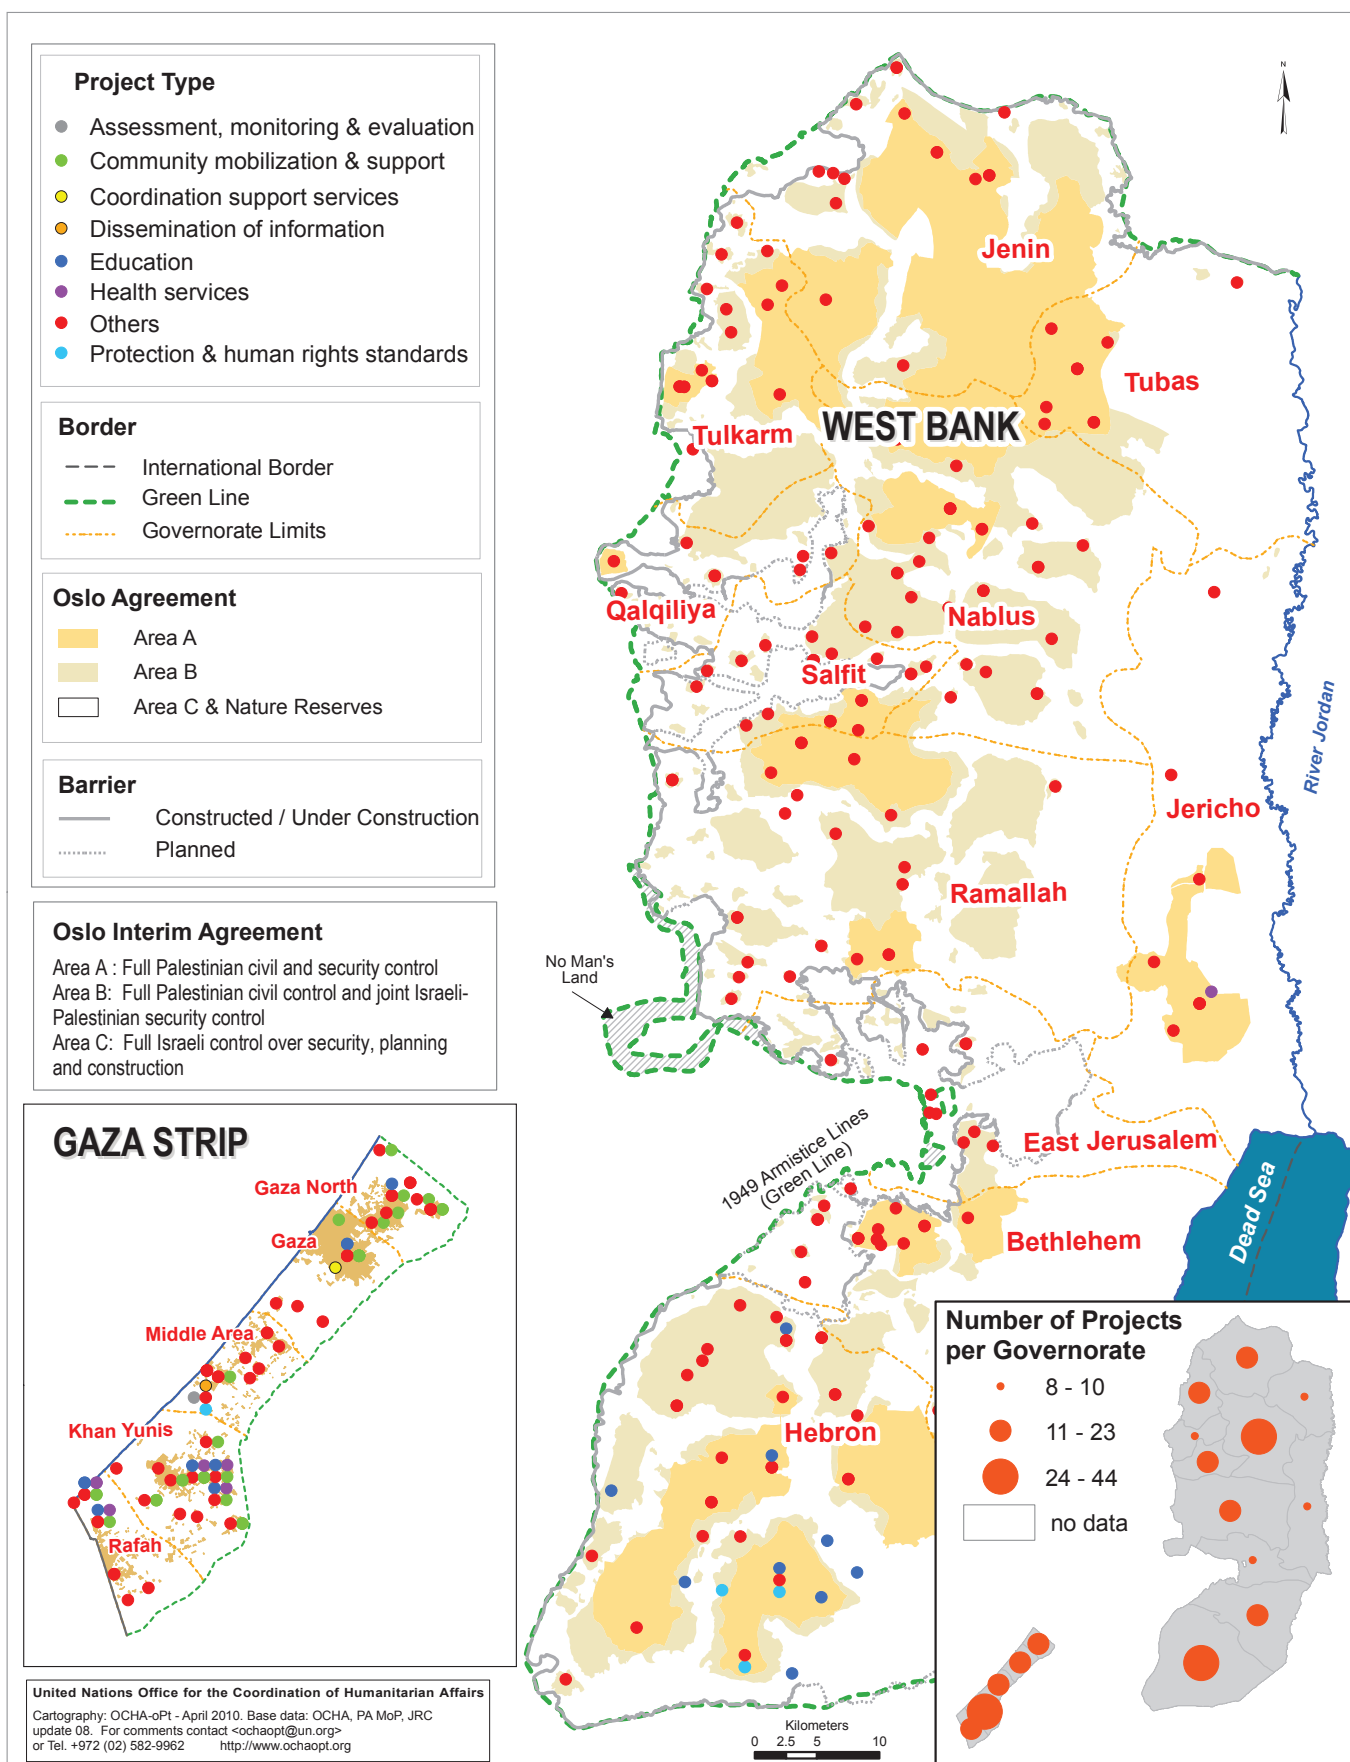 Project Type
Assessment, monitoring & evaluation
Community mobilization & support
Coordination support services
Dissemination of information
Education
Health services
Others
Protection & human rights standards
Border
International Border
Green Line
Governorate Limits
Oslo Agreement
Area A
Area B
Area C & Nature Reserves
Barrier
Constructed / Under Construction
Planned
Oslo Interim Agreement
Area A : Full Palestinian civil and security control
Area B: Full Palestinian civil control and joint Israeli-
Palestinian security control
Area C: Full Israeli control over security, planning
and construction
GAZA STRIP
Gaza North
Gaza
Middle Area
Khan Yunis
Rafah
United Nations Office for the Coordination of Humanitarian Affairs
Cartography: OCHA-oPt - April 2010. Base data: OCHA, PA MoP, JRC
update 08. For comments contact <ochaopt@un.org>
or Tel. +972 (02) 582-9962 http://www.ochaopt.org
N
Jenin
Tubas
WEST BANK
Tulkarm
Qalqiliya
Nablus
Salfit
River Jordan
Jericho
Ramallah
No Man's
Land
1949 Armistice Lines
(Green Line)
East Jerusalem
Dead Sea
Bethlehem
Hebron
Number of Projects
per Governorate
8 - 10
11 - 23
24 - 44
no data
Kilometers
0 2.5 5 10